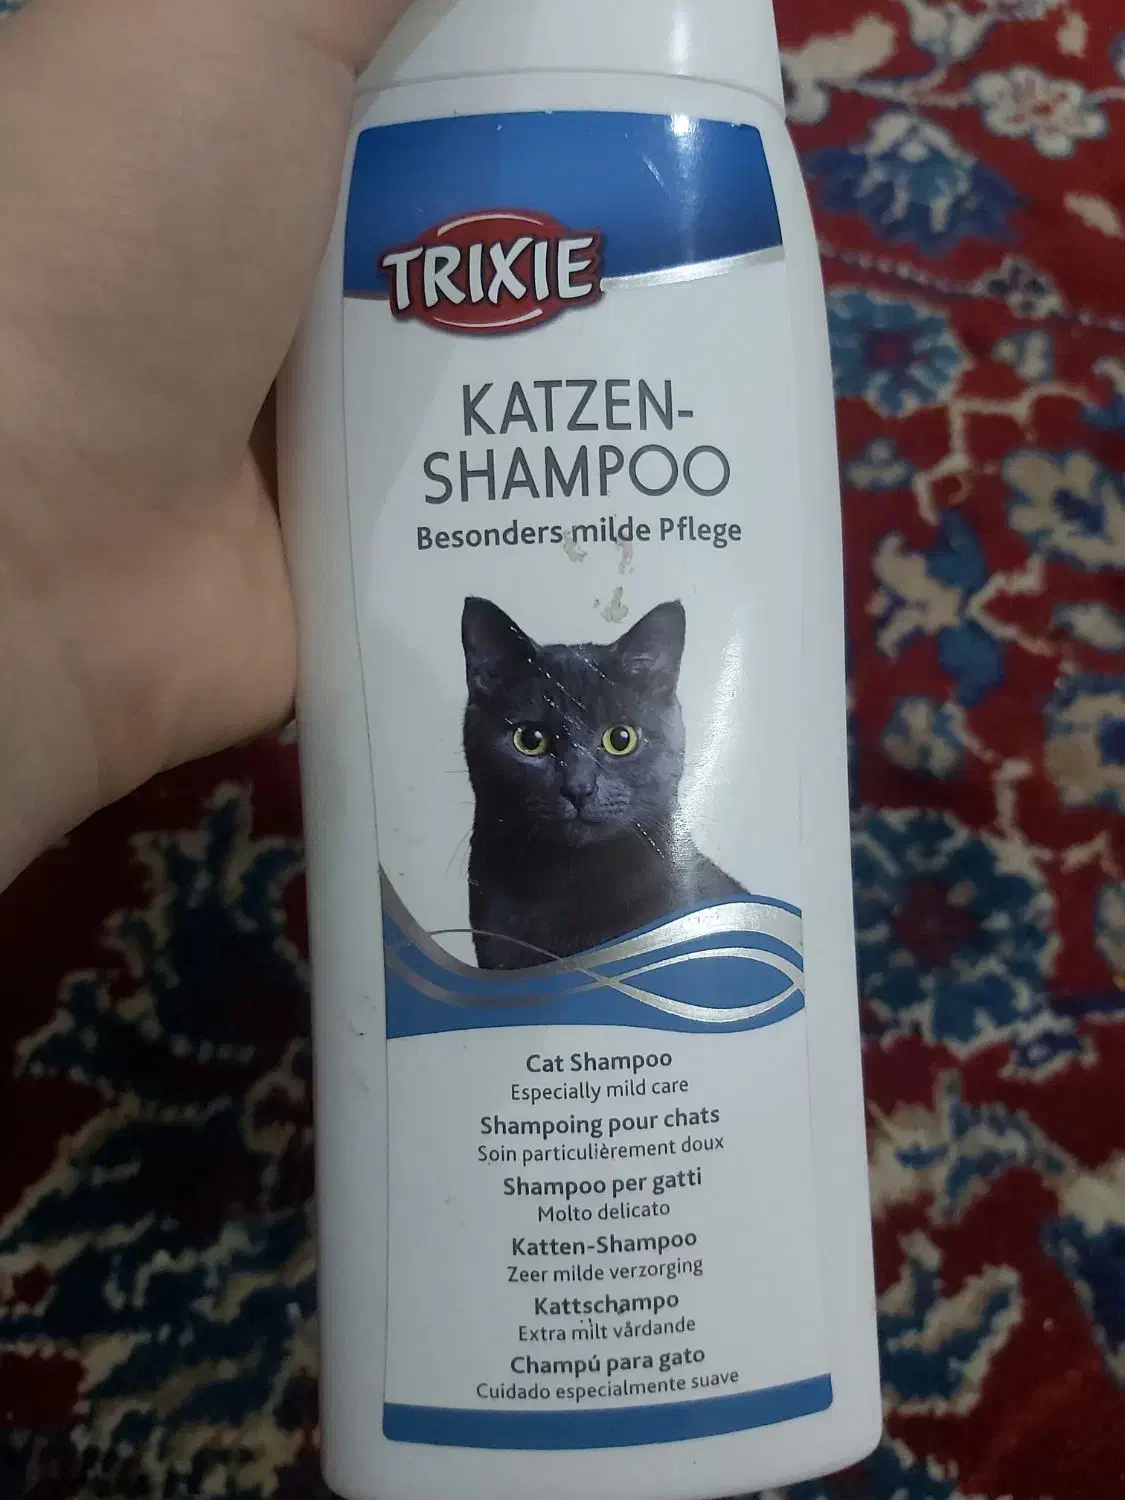 TRIXIE
KATZEN-
SHAMPOO
Besonders milde Pflege
Cat Shampoo
Especially mild care
Shampoing pour chats
Soin particulièrement doux
Shampoo per gatti
Molto delicato
Katten-Shampoo
Zeer milde verzorging
Kattschampo
Extra milt vårdande
Champú para gato
Cuidado especialmente suave